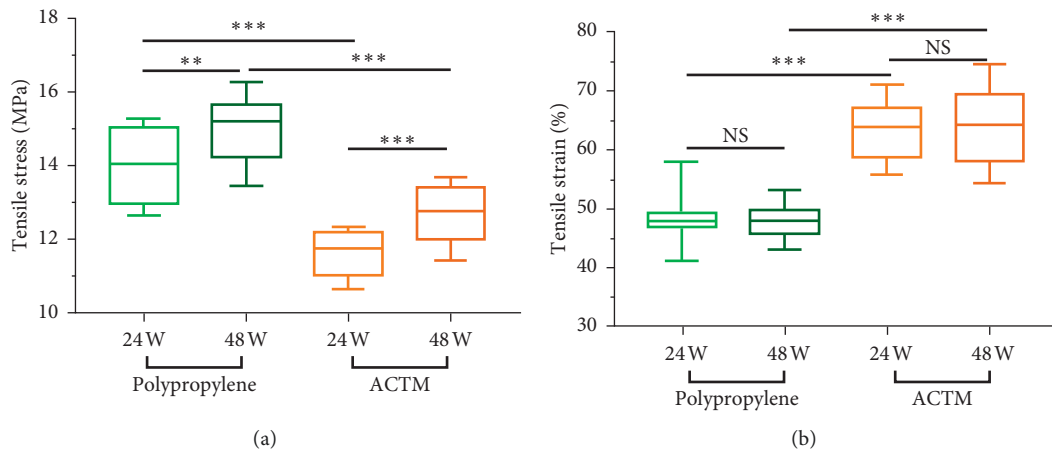 Tensile stress (MPa)
18
16
14
12
10
***
**
***
***
24 W
48 W
24 W
48 W
Polypropylene
ACTM
(a)
Tensile strain (%)
80
70
60
50
40
30
***
NS
***
NS
24 W
48 W
24 W
48 W
Polypropylene
ACTM
(b)